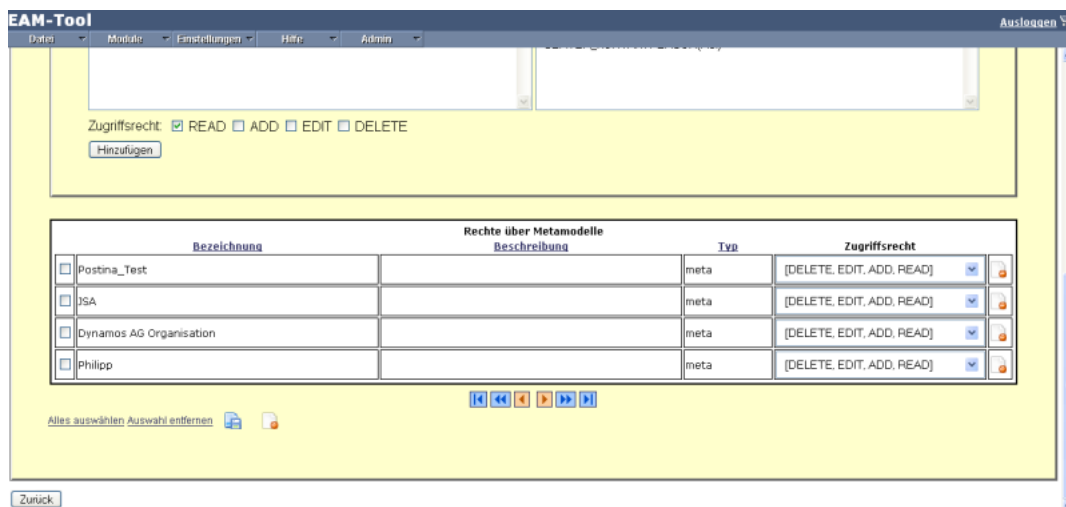 EAM-Tool
Ausloggen
Datei Module Einstellungen Hilfe Admin
Zugriffsrecht: READ ADD EDIT DELETE
Hinzufügen
Rechte über Metamodelle
Bezeichnung Beschreibung Typ Zugriffsrecht
Postina_Test meta [DELETE, EDIT, ADD, READ]
JSA meta [DELETE, EDIT, ADD, READ]
Dynamos AG Organisation meta [DELETE, EDIT, ADD, READ]
Philipp meta [DELETE, EDIT, ADD, READ]
Alles auswählen Auswahl entfernen
Zurück